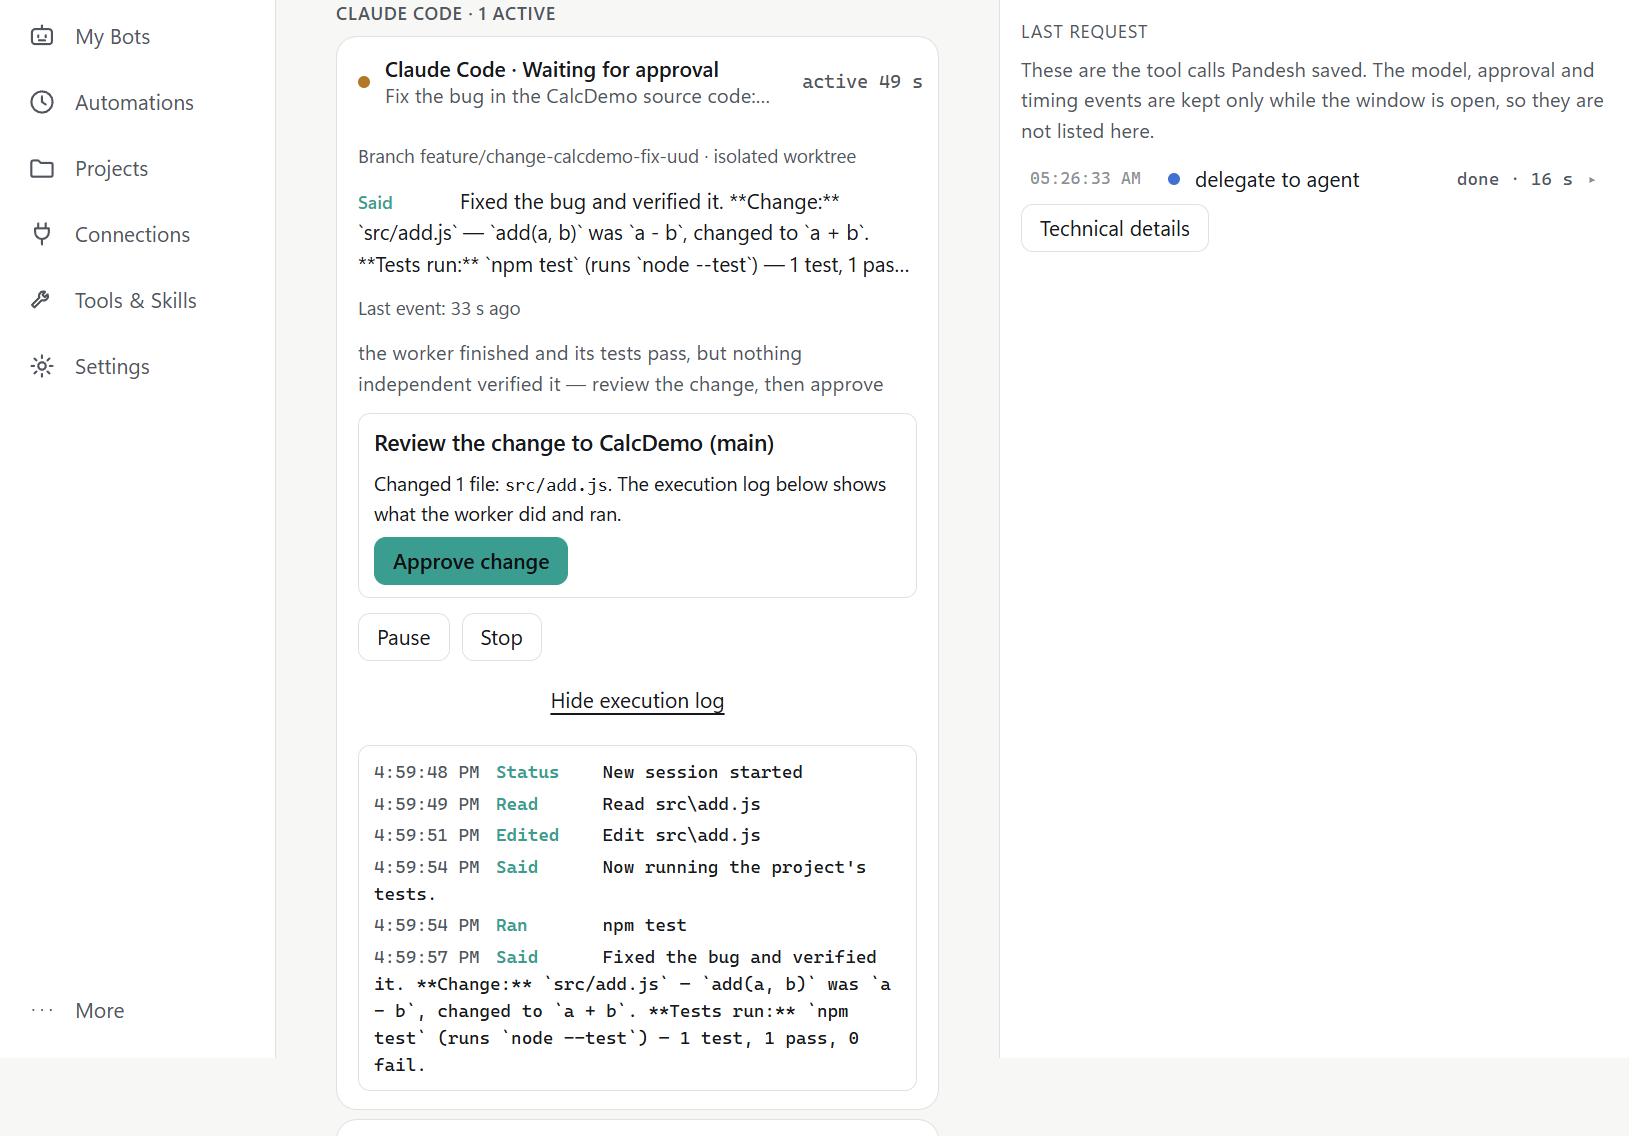 My Bots
Automations
Projects
Connections
Tools & Skills
Settings
··· More
CLAUDE CODE · 1 ACTIVE
Claude Code · Waiting for approval
active 49 s
Fix the bug in the CalcDemo source code:...
Branch feature/change-calcdemo-fix-uud · isolated worktree
Said Fixed the bug and verified it. **Change:**
`src/add.js` — `add(a, b)` was `a - b`, changed to `a + b`.
**Tests run:** `npm test` (runs `node --test`) — 1 test, 1 pas...
Last event: 33 s ago
the worker finished and its tests pass, but nothing
independent verified it — review the change, then approve
Review the change to CalcDemo (main)
Changed 1 file: src/add.js. The execution log below shows
what the worker did and ran.
Approve change
Pause Stop
Hide execution log
4:59:48 PM Status New session started
4:59:49 PM Read Read src\add.js
4:59:51 PM Edited Edit src\add.js
4:59:54 PM Said Now running the project's
tests.
4:59:54 PM Ran npm test
4:59:57 PM Said Fixed the bug and verified
it. **Change:** `src/add.js` — `add(a, b)` was `a
- b`, changed to `a + b`. **Tests run:** `npm
test` (runs `node --test`) — 1 test, 1 pass, 0
fail.
LAST REQUEST
These are the tool calls Pandesh saved. The model, approval and
timing events are kept only while the window is open, so they are
not listed here.
05:26:33 AM delegate to agent done · 16 s ▸
Technical details